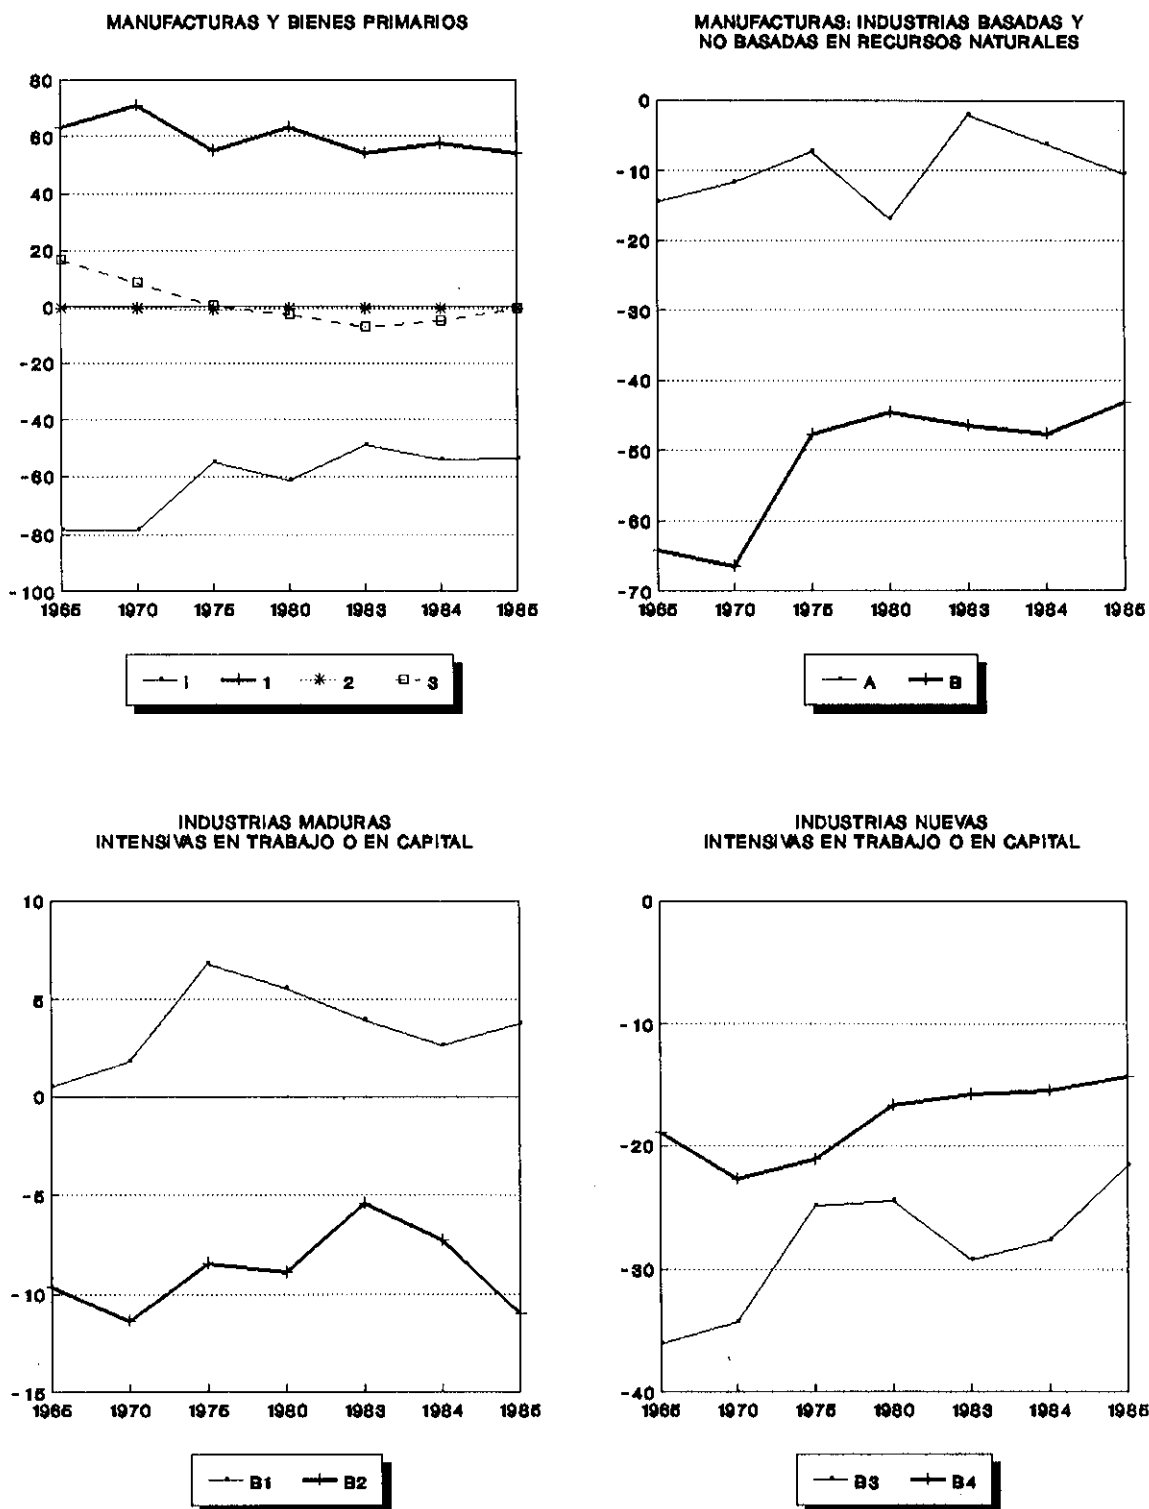 MANUFACTURAS Y BIENES PRIMARIOS
80
60
40
20
0
-20
-40
-60
-80
-100
1965 1970 1975 1980 1983 1984 1985
I 1 2 3
MANUFACTURAS: INDUSTRIAS BASADAS Y
NO BASADAS EN RECURSOS NATURALES
0
-10
-20
-30
-40
-50
-60
-70
1965 1970 1975 1980 1983 1984 1985
A B
INDUSTRIAS MADURAS
INTENSIVAS EN TRABAJO O EN CAPITAL
10
5
0
-5
-10
-15
1965 1970 1975 1980 1983 1984 1985
B1 B2
INDUSTRIAS NUEVAS
INTENSIVAS EN TRABAJO O EN CAPITAL
0
-10
-20
-30
-40
1965 1970 1975 1980 1983 1984 1985
B3 B4